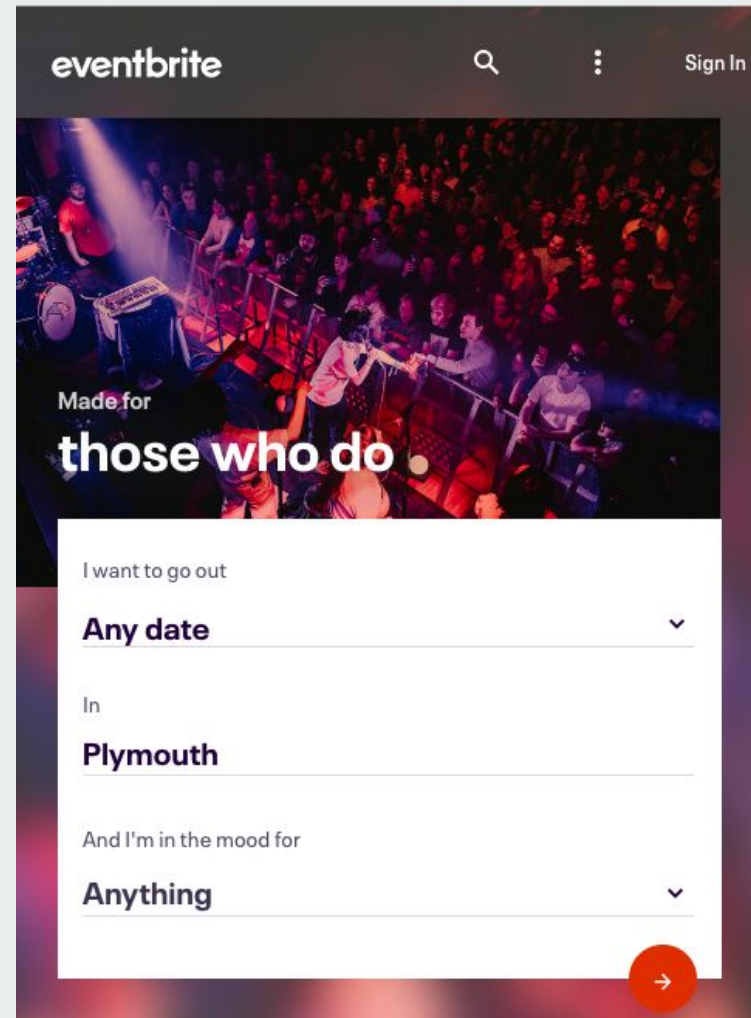 eventbrite
Sign In
Made for
those who do
I want to go out
Any date
In
Plymouth
And I'm in the mood for
Anything